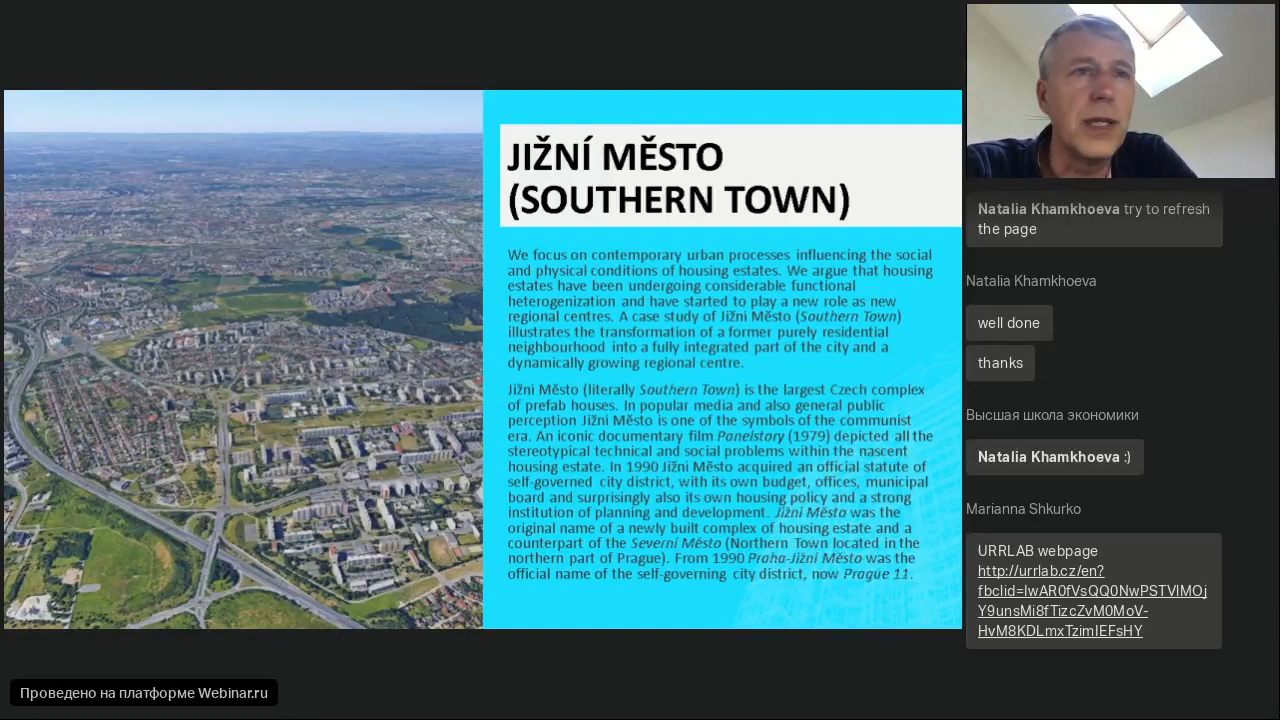 JIŽNÍ MĚSTO
(SOUTHERN TOWN)
We focus on contemporary urban processes influencing the social
and physical conditions of housing estates. We argue that housing
estates have been undergoing considerable functional
heterogenization and have started to play a new role as new
regional centres. A case study of Jižní Město (Southern Town)
illustrates the transformation of a former purely residential
neighbourhood into a fully integrated part of the city and a
dynamically growing regional centre.
Jižní Město (literally Southern Town) is the largest Czech complex
of prefab houses. In popular media and also general public
perception Jižní Město is one of the symbols of the communist
era. An iconic documentary film Panelstory (1979) depicted all the
stereotypical technical and social problems within the nascent
housing estate. In 1990 Jižní Město acquired an official statute of
self-governed city district, with its own budget, offices, municipal
board and surprisingly also its own housing policy and a strong
institution of planning and development. Jižní Město was the
original name of a newly built complex of housing estate and a
counterpart of the Severní Město (Northern Town located in the
northern part of Prague). From 1990 Praha-Jižní Město was the
official name of the self-governing city district, now Prague 11.
Natalia Khamkhoeva try to refresh
the page
Natalia Khamkhoeva
well done
thanks
Высшая школа экономики
Natalia Khamkhoeva :)
Marianna Shkurko
URRLAB webpage
http://urrlab.cz/en?
fbclid=IwAR0fVsQQ0NwPSTVlMOj
Y9unsMi8fTizcZvM0MoV-
HvM8KDLmxTzimIEFsHY
Проведено на платформе Webinar.ru